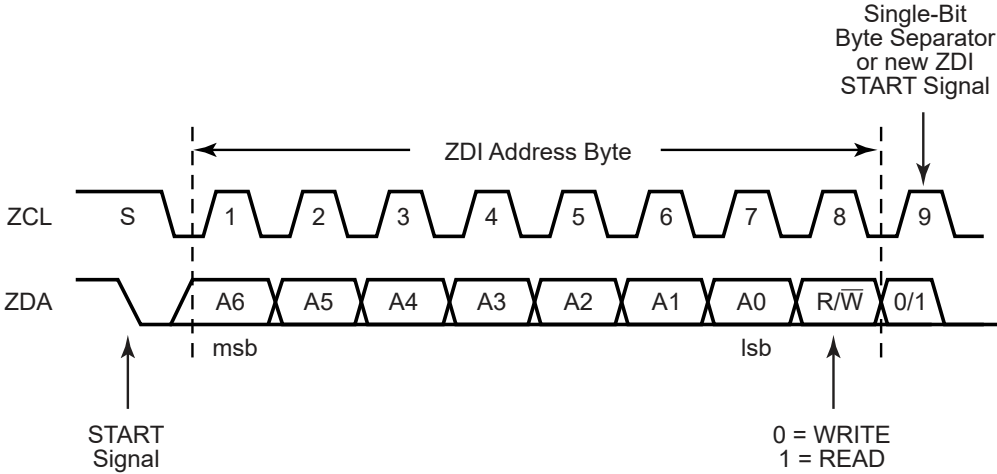 Single-Bit
Byte Separator
or new ZDI
START Signal
ZDI Address Byte
ZCL
S
1
2
3
4
5
6
7
8
9
ZDA
A6
A5
A4
A3
A2
A1
A0
R/W̅
0/1
msb
lsb
START
Signal
0 = WRITE
1 = READ